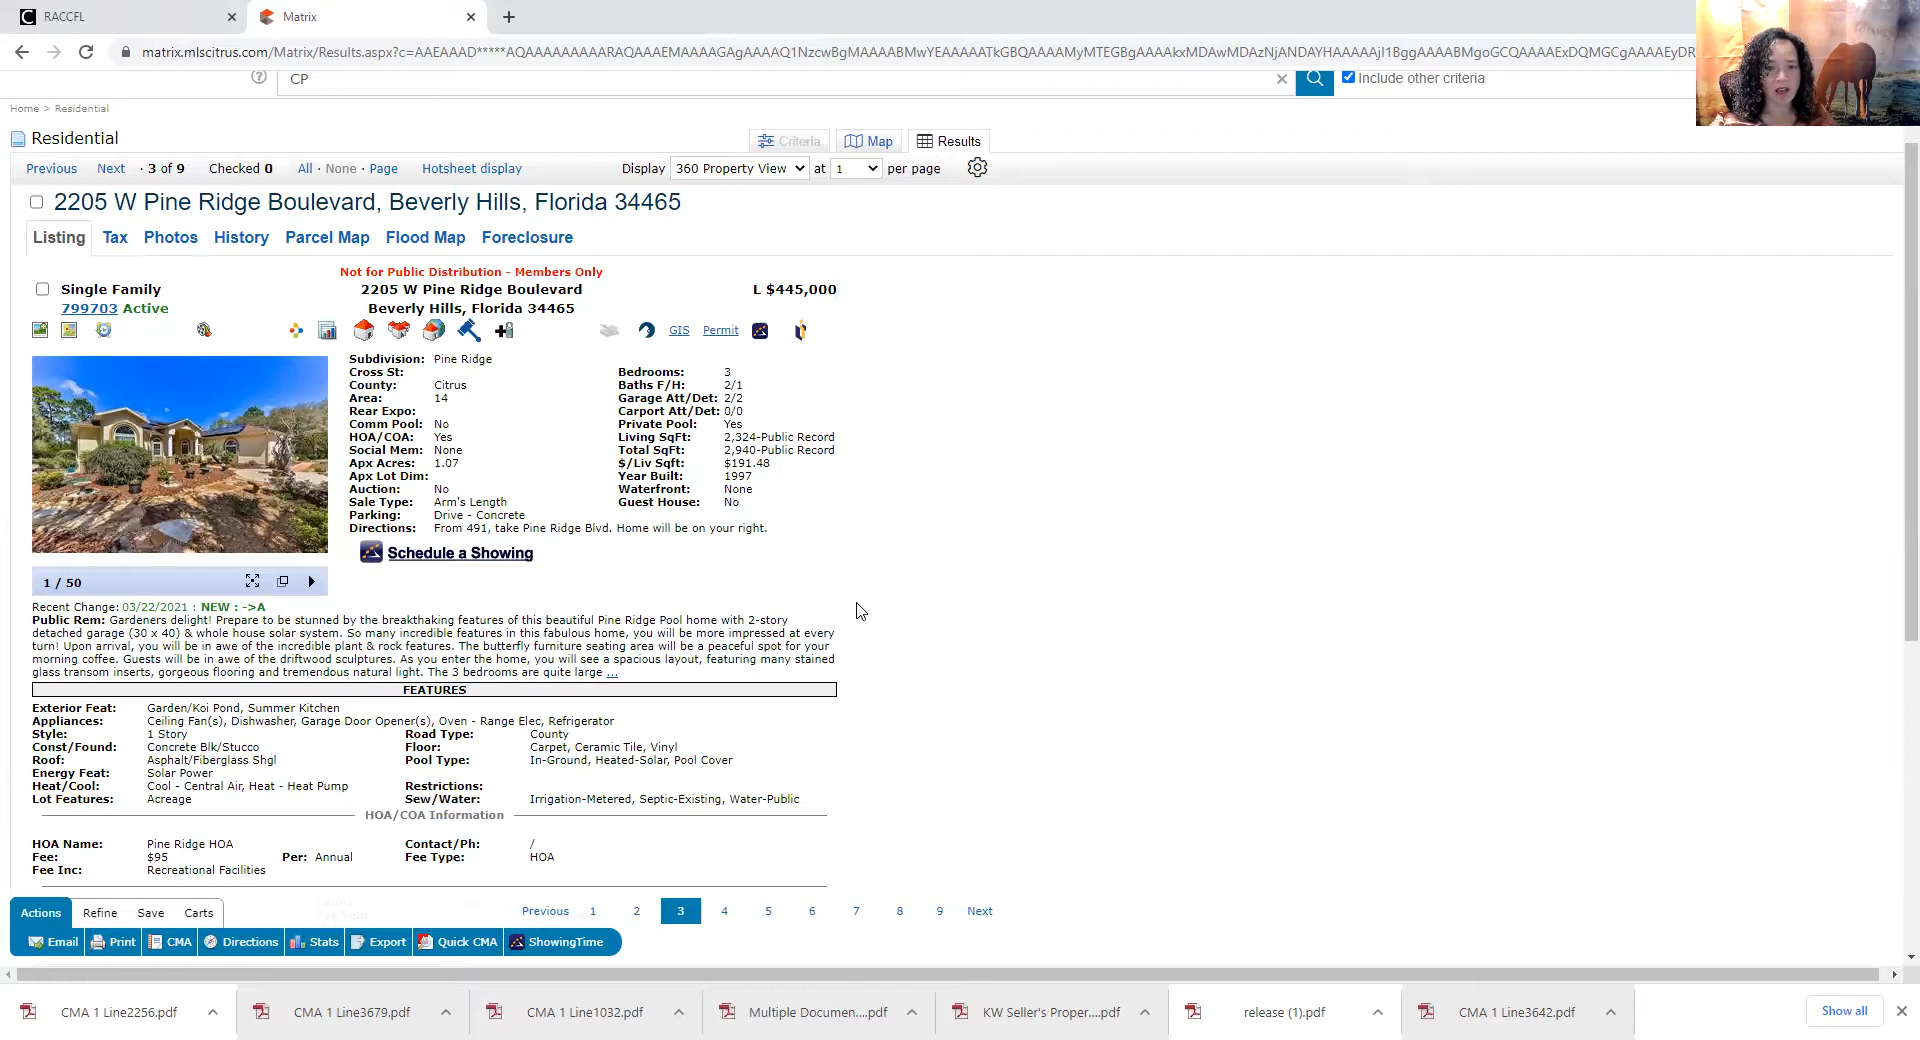 RACCFL
Matrix
matrix.mlscitrus.com/Matrix/Results.aspx?c=AAEAAAD*****AQAAAAAAAAARAQAAAEMAAAAGAgAAAAQ1NzcwBgMAAAABMwYEAAAAATkGBQAAAAMyMTEGBgAAAAkxMDAwMDAzNjANDAYHAAAAAjI1BggAAAABMgoGCQAAAAExDQMGCgAAAAEyDR
CP
Include other criteria
Home > Residential
Residential
Criteria Map Results
Previous Next · 3 of 9 Checked 0 All · None · Page Hotsheet display Display 360 Property View at 1 per page
2205 W Pine Ridge Boulevard, Beverly Hills, Florida 34465
Listing Tax Photos History Parcel Map Flood Map Foreclosure
Not for Public Distribution - Members Only
Single Family 2205 W Pine Ridge Boulevard L $445,000
799703 Active Beverly Hills, Florida 34465
GIS Permit
Subdivision: Pine Ridge
Cross St: Bedrooms: 3
County: Citrus Baths F/H: 2/1
Area: 14 Garage Att/Det: 2/2
Rear Expo: Carport Att/Det: 0/0
Comm Pool: No Private Pool: Yes
HOA/COA: Yes Living SqFt: 2,324-Public Record
Social Mem: None Total SqFt: 2,940-Public Record
Apx Acres: 1.07 $/Liv Sqft: $191.48
Apx Lot Dim: Year Built: 1997
Auction: No Waterfront: None
Sale Type: Arm's Length Guest House: No
Parking: Drive - Concrete
Directions: From 491, take Pine Ridge Blvd. Home will be on your right.
Schedule a Showing
1 / 50
Recent Change: 03/22/2021 : NEW : ->A
Public Rem: Gardeners delight! Prepare to be stunned by the breakthaking features of this beautiful Pine Ridge Pool home with 2-story
detached garage (30 x 40) & whole house solar system. So many incredible features in this fabulous home, you will be more impressed at every
turn! Upon arrival, you will be in awe of the incredible plant & rock features. The butterfly furniture seating area will be a peaceful spot for your
morning coffee. Guests will be in awe of the driftwood sculptures. As you enter the home, you will see a spacious layout, featuring many stained
glass transom inserts, gorgeous flooring and tremendous natural light. The 3 bedrooms are quite large ...
FEATURES
Exterior Feat: Garden/Koi Pond, Summer Kitchen
Appliances: Ceiling Fan(s), Dishwasher, Garage Door Opener(s), Oven - Range Elec, Refrigerator
Style: 1 Story Road Type: County
Const/Found: Concrete Blk/Stucco Floor: Carpet, Ceramic Tile, Vinyl
Roof: Asphalt/Fiberglass Shgl Pool Type: In-Ground, Heated-Solar, Pool Cover
Energy Feat: Solar Power
Heat/Cool: Cool - Central Air, Heat - Heat Pump Restrictions:
Lot Features: Acreage Sew/Water: Irrigation-Metered, Septic-Existing, Water-Public
HOA/COA Information
HOA Name: Pine Ridge HOA Contact/Ph: /
Fee: $95 Per: Annual Fee Type: HOA
Fee Inc: Recreational Facilities
Actions Refine Save Carts Previous 1 2 3 4 5 6 7 8 9 Next
Email Print CMA Directions Stats Export Quick CMA ShowingTime
CMA 1 Line2256.pdf CMA 1 Line3679.pdf CMA 1 Line1032.pdf Multiple Documen....pdf KW Seller's Proper....pdf release (1).pdf CMA 1 Line3642.pdf Show all